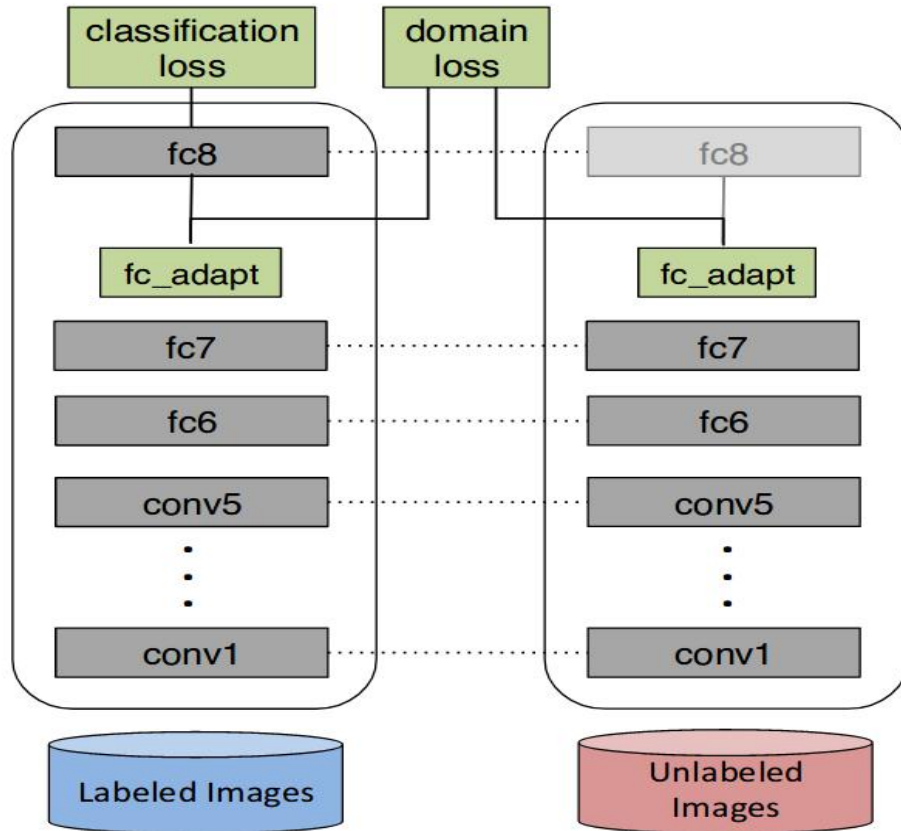 classification
loss
domain
loss
fc8
fc8
fc_adapt
fc_adapt
fc7
fc7
fc6
fc6
conv5
conv5
conv1
conv1
Labeled Images
Unlabeled
Images